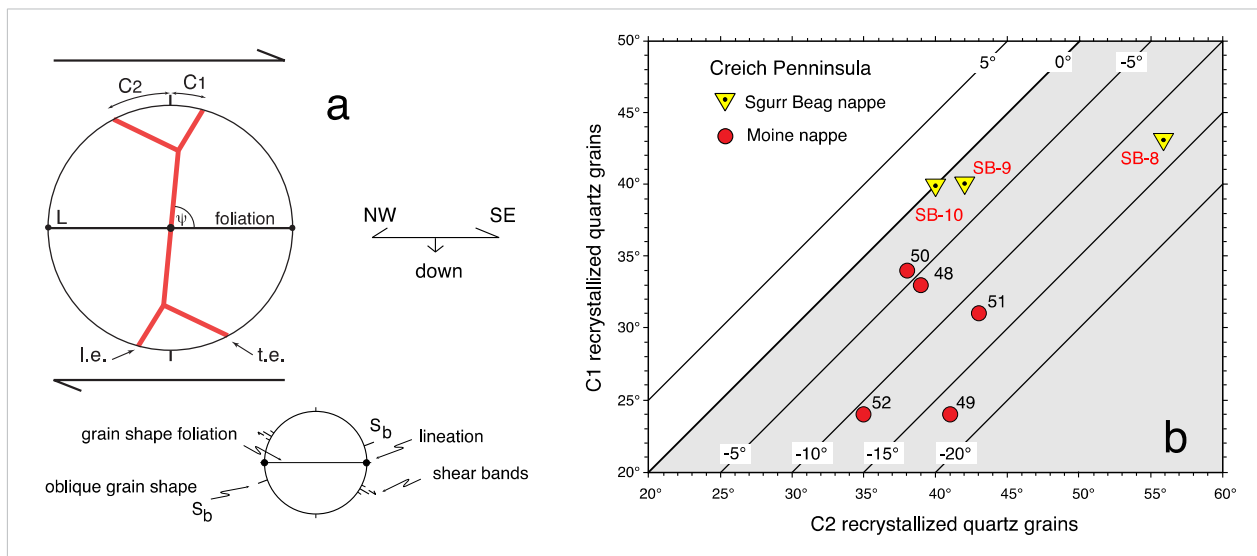 C2
C1
a
L
ψ
foliation
l.e.
t.e.
NW
SE
down
grain shape foliation
Sb
lineation
oblique grain shape
Sb
shear bands
C1 recrystallized quartz grains
50°
45°
40°
35°
30°
25°
20°
Creich Penninsula
Sgurr Beag nappe
Moine nappe
5°
0°
-5°
SB-8
SB-9
SB-10
50
48
51
52
49
-5°
-10°
-15°
-20°
b
20°
25°
30°
35°
40°
45°
50°
55°
60°
C2 recrystallized quartz grains